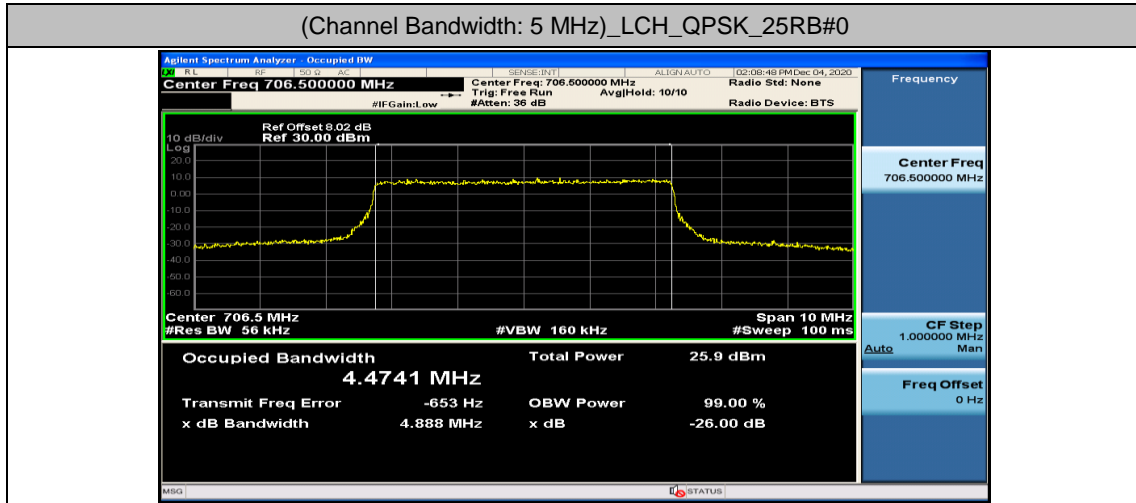 (Channel Bandwidth: 5 MHz)_LCH_QPSK_25RB#0
Agilent Spectrum Analyzer - Occupied BW
LXI RL RF 50 Ω AC SENSE:INT ALIGN AUTO 02:08:48 PM Dec 04, 2020
Center Freq 706.500000 MHz
Center Freq: 706.500000 MHz
Radio Std: None
Trig: Free Run Avg|Hold: 10/10
#IFGain:Low #Atten: 36 dB
Radio Device: BTS
Frequency
Ref Offset 8.02 dB
10 dB/div Ref 30.00 dBm
Log
20.0
10.0
0.00
-10.0
-20.0
-30.0
-40.0
-50.0
-60.0
Center Freq
706.500000 MHz
Center 706.5 MHz Span 10 MHz
#Res BW 56 kHz #VBW 160 kHz #Sweep 100 ms
CF Step
1.000000 MHz
Auto Man
Occupied Bandwidth Total Power 25.9 dBm
4.4741 MHz
Transmit Freq Error -653 Hz OBW Power 99.00 %
x dB Bandwidth 4.888 MHz x dB -26.00 dB
Freq Offset
0 Hz
MSG STATUS